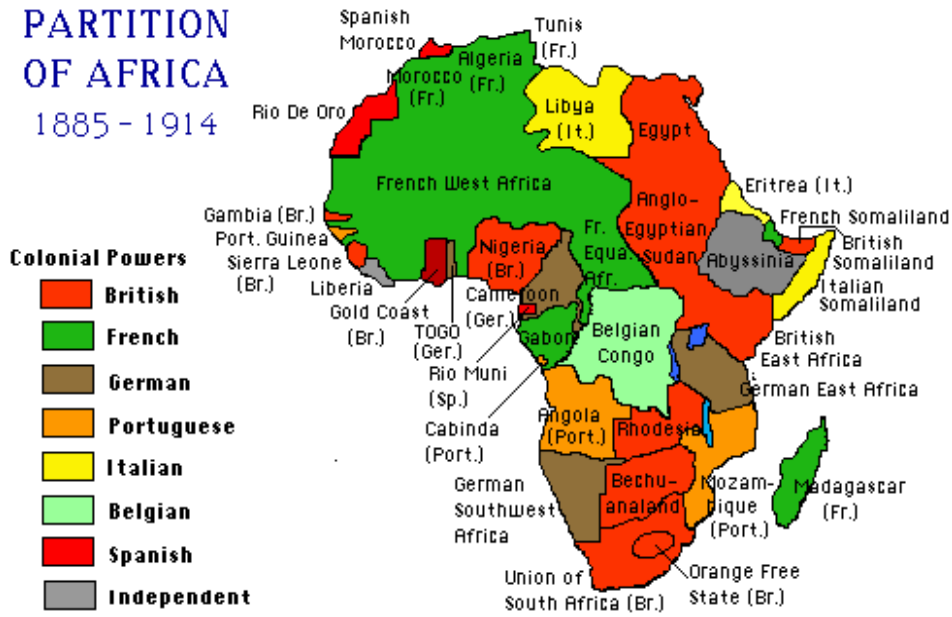 PARTITION
OF AFRICA
1885 - 1914
Spanish
Morocco
Tunis
(Fr.)
Algeria
(Fr.)
Morocco
(Fr.)
Rio De Oro
Libya
(It.)
Egypt
French West Africa
Anglo-
Egyptian
Sudan
Eritrea (It.)
French Somaliland
British
Somaliland
Abyssinia
Italian
Somaliland
Gambia (Br.)
Port. Guinea
Sierra Leone
(Br.)
Liberia
Gold Coast
(Br.)
TOGO
(Ger.)
Nigeria
(Br.)
Cameroon
(Ger.)
Fr.
Equa.
Afr.
Gabon
Rio Muni
(Sp.)
Cabinda
(Port.)
Belgian
Congo
British
East Africa
German East Africa
Angola
(Port.)
Rhodesia
German
Southwest
Africa
Bechu-
analand
Mozam-
bique
(Port.)
Madagascar
(Fr.)
Union of
South Africa (Br.)
Orange Free
State (Br.)
Colonial Powers
British
French
German
Portuguese
Italian
Belgian
Spanish
Independent